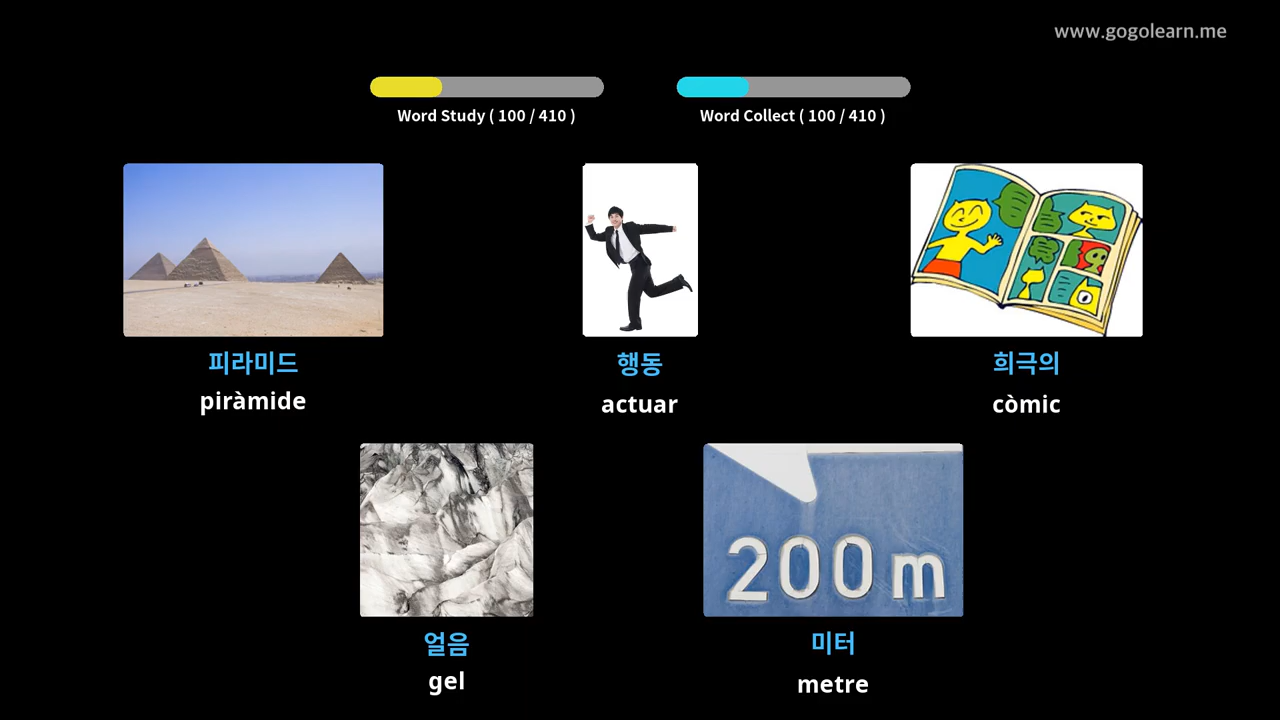 www.gogolearn.me
Word Study ( 100 / 410 )
Word Collect ( 100 / 410 )
피라미드
piràmide
행동
actuar
희극의
còmic
얼음
gel
200m
미터
metre